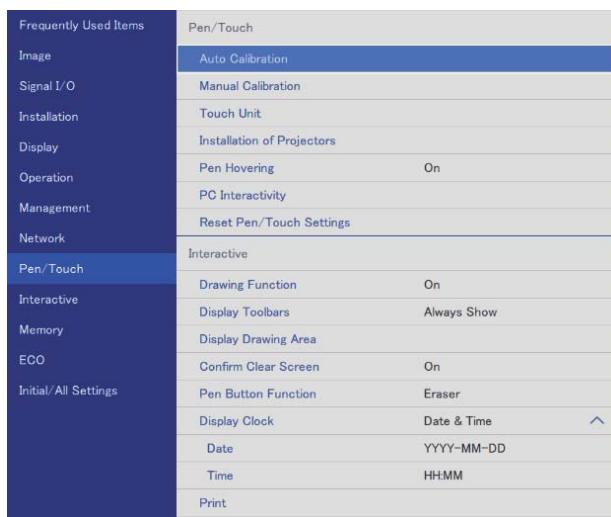 Frequently Used Items
Image
Signal I/O
Installation
Display
Operation
Management
Network
Pen/Touch
Interactive
Memory
ECO
Initial/All Settings
Pen/Touch
Auto Calibration
Manual Calibration
Touch Unit
Installation of Projectors
Pen Hovering On
PC Interactivity
Reset Pen/Touch Settings
Interactive
Drawing Function On
Display Toolbars Always Show
Display Drawing Area
Confirm Clear Screen On
Pen Button Function Eraser
Display Clock Date & Time
Date YYYY-MM-DD
Time HH:MM
Print